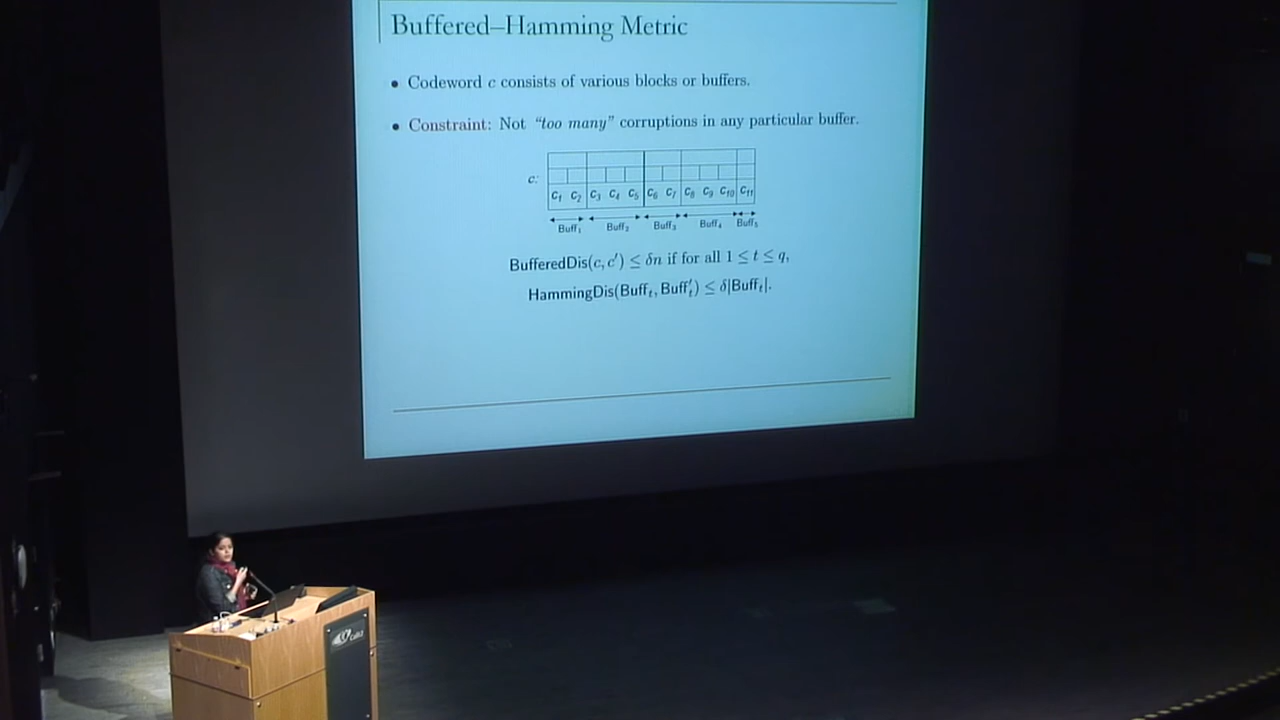 Buffered–Hamming Metric
• Codeword c consists of various blocks or buffers.
• Constraint: Not “too many” corruptions in any particular buffer.
c:
c₁ c₂ c₃ c₄ c₅ c₆ c₇ c₈ c₉ c₁₀ c₁₁
Buff₁ Buff₂ Buff₃ Buff₄ Buff₅
BufferedDis(c, c′) ≤ δn if for all 1 ≤ t ≤ q,
HammingDis(Buffₜ, Buff′ₜ) ≤ δ|Buffₜ|.